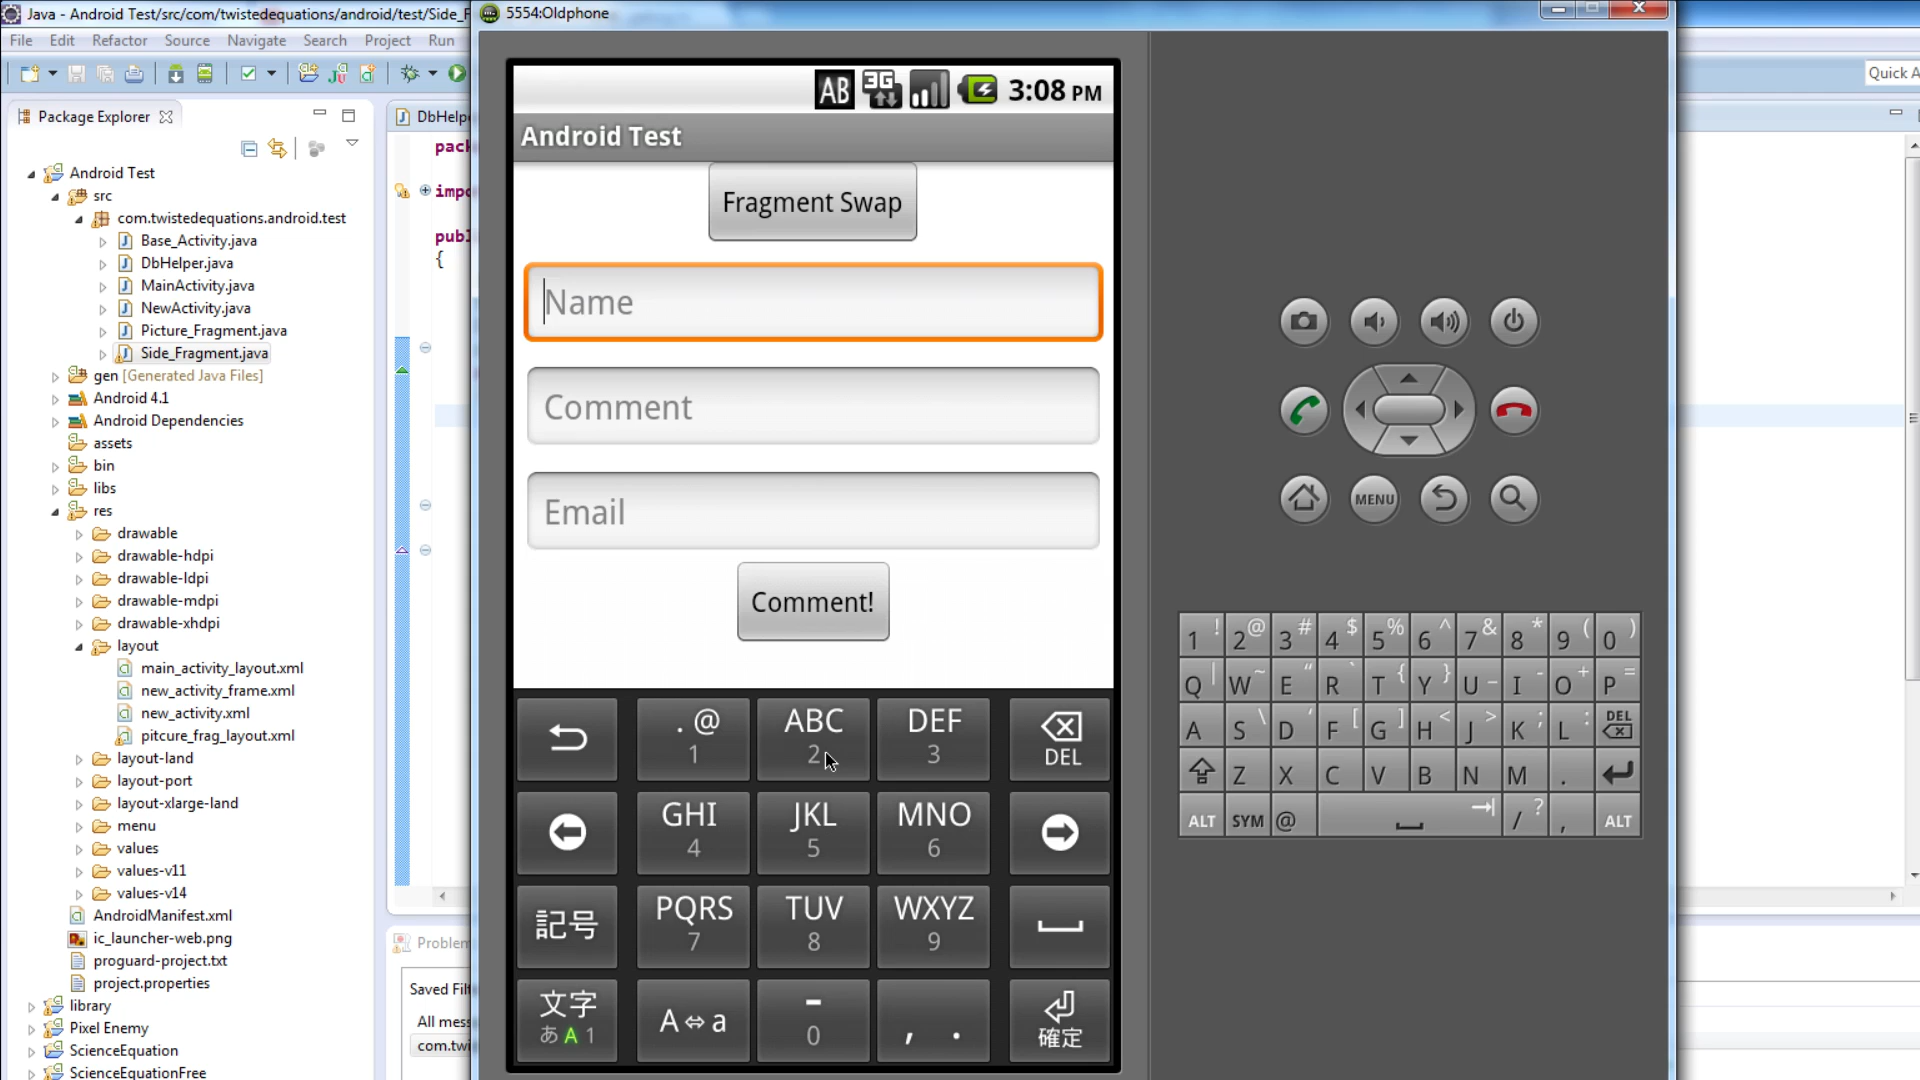 Java - Android Test/src/com/twistedequations/android/test/Side_F
5554:Oldphone
File Edit Refactor Source Navigate Search Project Run
Quick A
Package Explorer
DbHelpe
Android Test
src
com.twistedequations.android.test
Base_Activity.java
DbHelper.java
MainActivity.java
NewActivity.java
Picture_Fragment.java
Side_Fragment.java
gen [Generated Java Files]
Android 4.1
Android Dependencies
assets
bin
libs
res
drawable
drawable-hdpi
drawable-ldpi
drawable-mdpi
drawable-xhdpi
layout
main_activity_layout.xml
new_activity_frame.xml
new_activity.xml
pitcure_frag_layout.xml
layout-land
layout-port
layout-xlarge-land
menu
values
values-v11
values-v14
AndroidManifest.xml
ic_launcher-web.png
proguard-project.txt
project.properties
library
Pixel Enemy
ScienceEquation
ScienceEquationFree
pack
impo
publ
{
Problem
Saved Filt
All mess
com.twi
AB 3G 3:08 PM
Android Test
Fragment Swap
Name
Comment
Email
Comment!
. @ ABC DEF
1 2 3 DEL
GHI JKL MNO
4 5 6
記号 PQRS TUV WXYZ
7 8 9
文字 A⇔a - , .
あ A 1 0 確定
MENU
1 ! 2 @ 3 # 4 $ 5 % 6 ^ 7 & 8 * 9 ( 0 )
Q | W ~ E " R ` T { Y } U _ I - O + P =
A S \ D ' F [ G ] H < J > K ; L : DEL
Z X C V B N M .
ALT SYM @ / ? , ALT